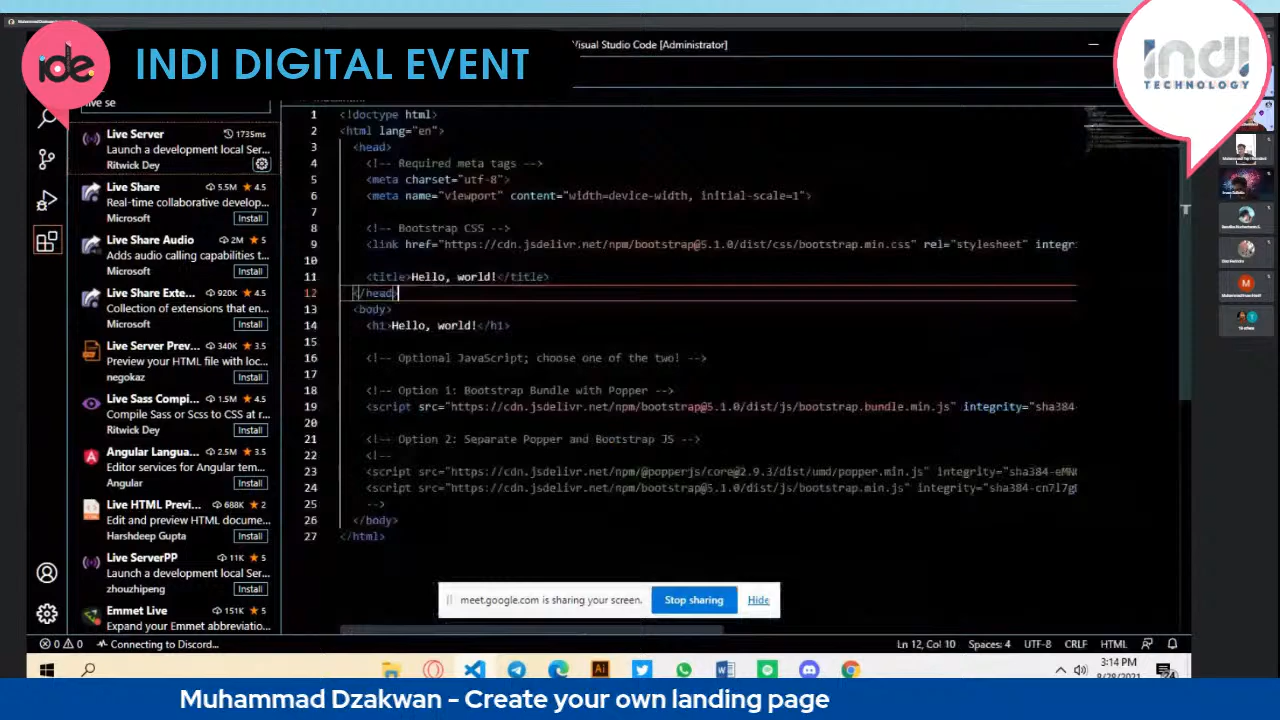 ide
INDI DIGITAL EVENT
Visual Studio Code [Administrator]
indi
TECHNOLOGY
live se
Live Server 1735ms
Launch a development local Ser...
Ritwick Dey
Live Share 5.5M 4.5
Real-time collaborative develop...
Microsoft Install
Live Share Audio 2M 5
Adds audio calling capabilities t...
Microsoft Install
Live Share Exte... 920K 4.5
Collection of extensions that en...
Microsoft Install
Live Server Prev... 340K 3.5
Preview your HTML file with loc...
negokaz Install
Live Sass Compi... 1.5M 4.5
Compile Sass or Scss to CSS at r...
Ritwick Dey Install
Angular Langua... 2.5M 3.5
Editor services for Angular tem...
Angular Install
Live HTML Previ... 688K 2
Edit and preview HTML docume...
Harshdeep Gupta Install
Live ServerPP 11K 5
Launch a development local Ser...
zhouzhipeng Install
Emmet Live 151K 5
Expand your Emmet abbreviatio...
1 <!doctype html>
2 <html lang="en">
3 <head>
4 <!-- Required meta tags -->
5 <meta charset="utf-8">
6 <meta name="viewport" content="width=device-width, initial-scale=1">
7
8 <!-- Bootstrap CSS -->
9 <link href="https://cdn.jsdelivr.net/npm/bootstrap@5.1.0/dist/css/bootstrap.min.css" rel="stylesheet" integr
10
11 <title>Hello, world!</title>
12 </head>
13 <body>
14 <h1>Hello, world!</h1>
15
16 <!-- Optional JavaScript; choose one of the two! -->
17
18 <!-- Option 1: Bootstrap Bundle with Popper -->
19 <script src="https://cdn.jsdelivr.net/npm/bootstrap@5.1.0/dist/js/bootstrap.bundle.min.js" integrity="sha384-
20
21 <!-- Option 2: Separate Popper and Bootstrap JS -->
22 <!--
23 <script src="https://cdn.jsdelivr.net/npm/@popperjs/core@2.9.3/dist/umd/popper.min.js" integrity="sha384-eMN
24 <script src="https://cdn.jsdelivr.net/npm/bootstrap@5.1.0/dist/js/bootstrap.min.js" integrity="sha384-cn7l7g
25 -->
26 </body>
27 </html>
meet.google.com is sharing your screen. Stop sharing Hide
0 0 Connecting to Discord... Ln 12, Col 10 Spaces: 4 UTF-8 CRLF HTML
3:14 PM
8/28/2021
Muhammad Dzakwan - Create your own landing page